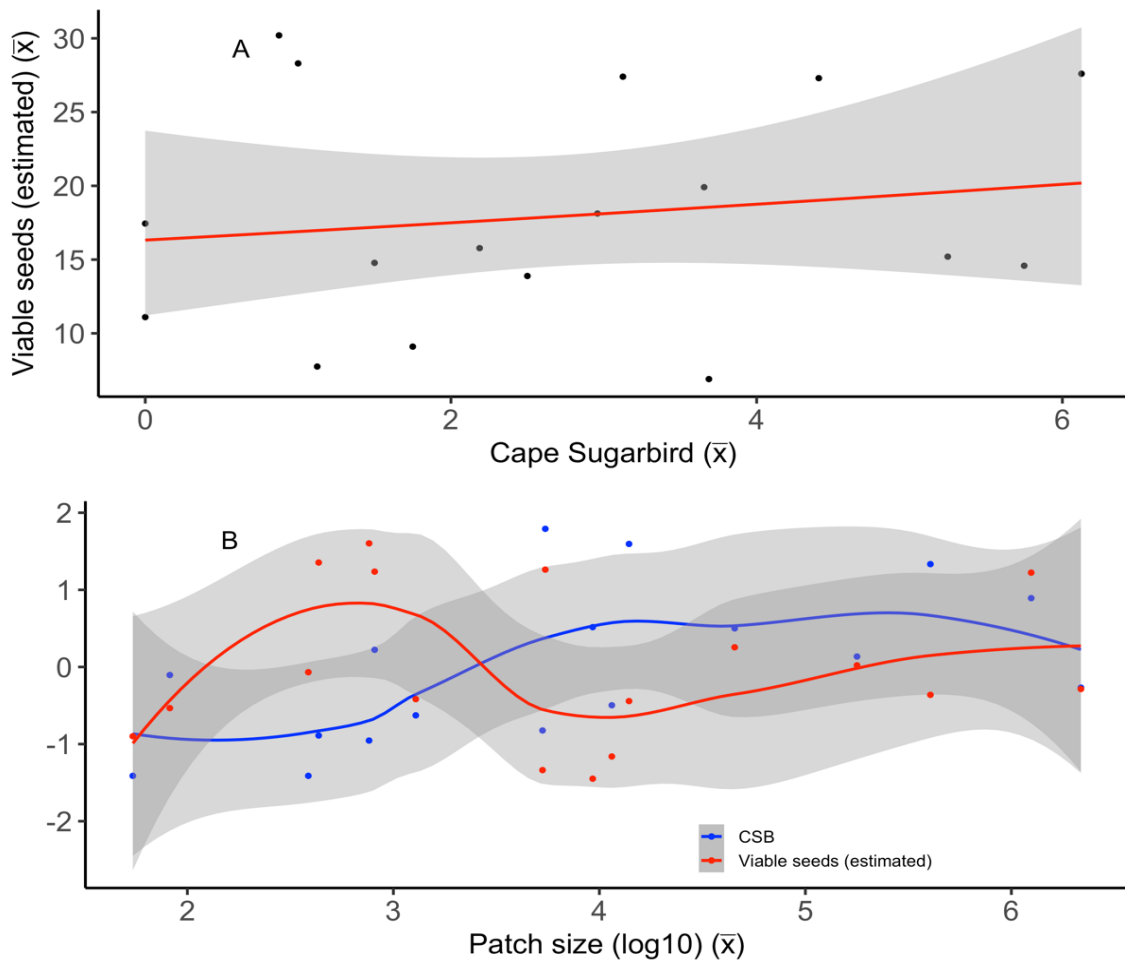 A
Viable seeds (estimated) (x̅)
30
25
20
15
10
0
2
4
6
Cape Sugarbird (x̅)
B
2
1
0
-1
-2
CSB
Viable seeds (estimated)
2
3
4
5
6
Patch size (log10) (x̅)